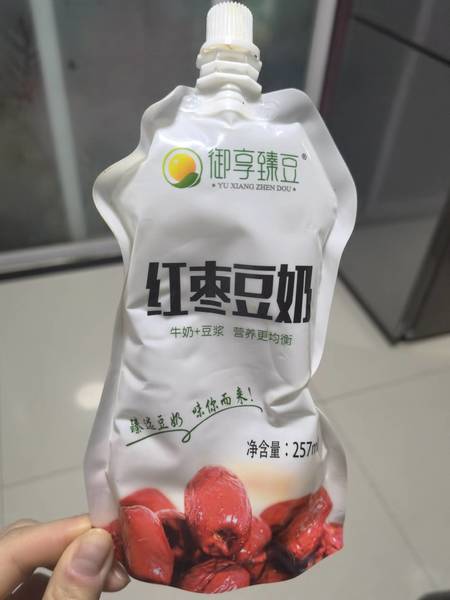 御享臻豆®
★ YU XIANG ZHEN DOU ★
红枣豆奶
牛奶+豆浆 营养更均衡
臻选豆奶 味你而来!
净含量:257m